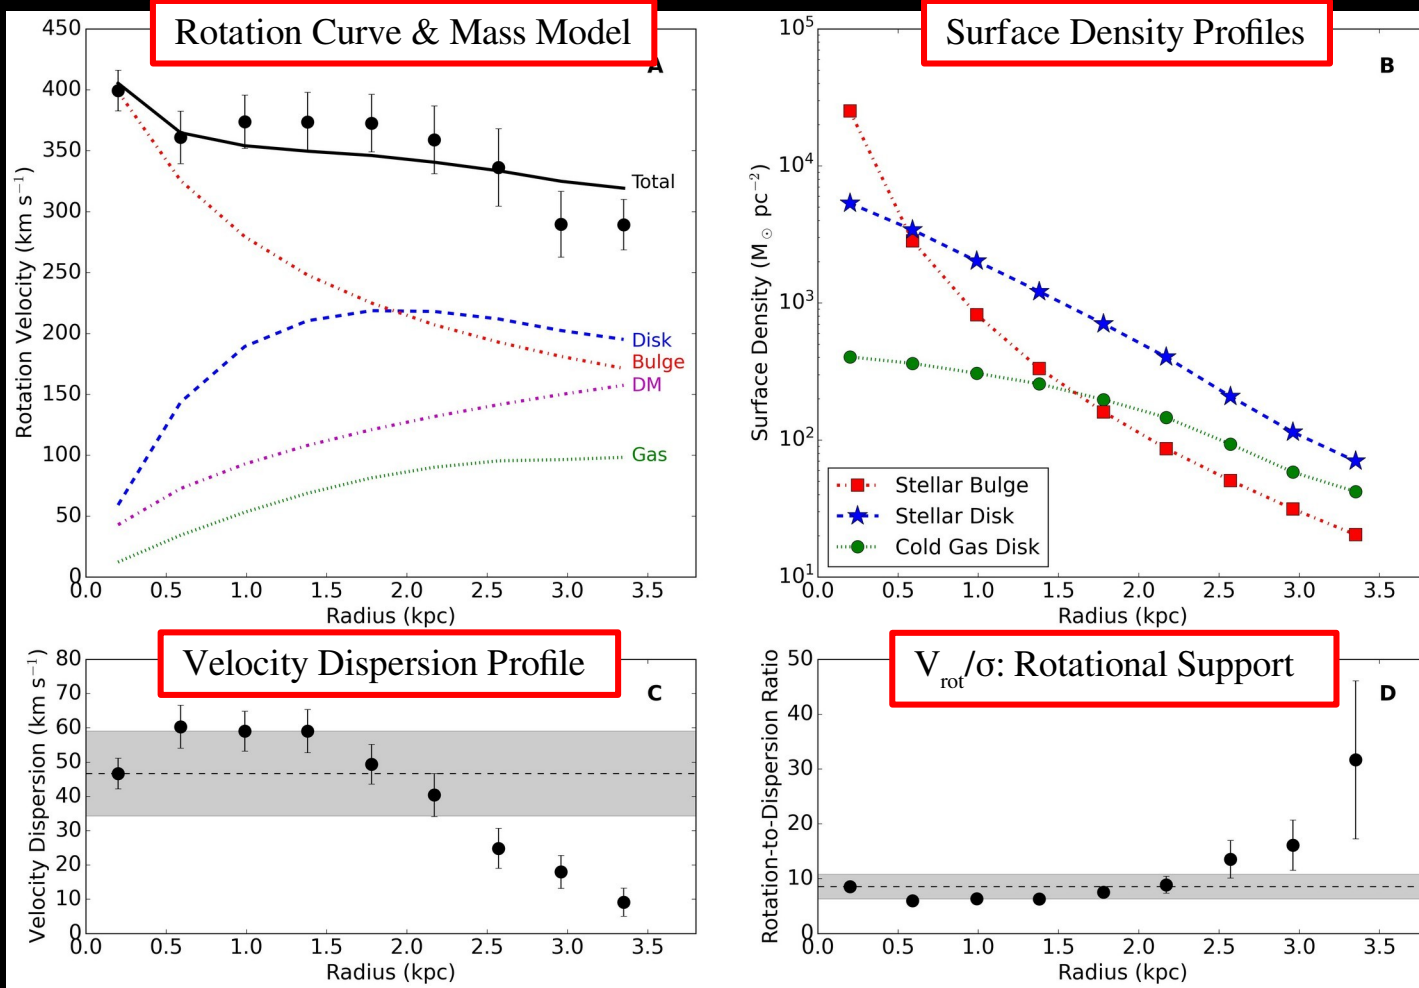 Rotation Curve & Mass Model
A
450
400
350
300
250
200
150
100
50
0
Rotation Velocity (km s⁻¹)
Total
Disk
Bulge
DM
Gas
0.0 0.5 1.0 1.5 2.0 2.5 3.0 3.5
Radius (kpc)
Surface Density Profiles
B
10⁵
10⁴
10³
10²
10¹
Surface Density (M☉ pc⁻²)
Stellar Bulge
Stellar Disk
Cold Gas Disk
0.0 0.5 1.0 1.5 2.0 2.5 3.0 3.5
Radius (kpc)
Velocity Dispersion Profile
C
80
70
60
50
40
30
20
10
0
Velocity Dispersion (km s⁻¹)
0.0 0.5 1.0 1.5 2.0 2.5 3.0 3.5
Radius (kpc)
V_rot/σ: Rotational Support
D
50
40
30
20
10
0
Rotation-to-Dispersion Ratio
0.0 0.5 1.0 1.5 2.0 2.5 3.0 3.5
Radius (kpc)